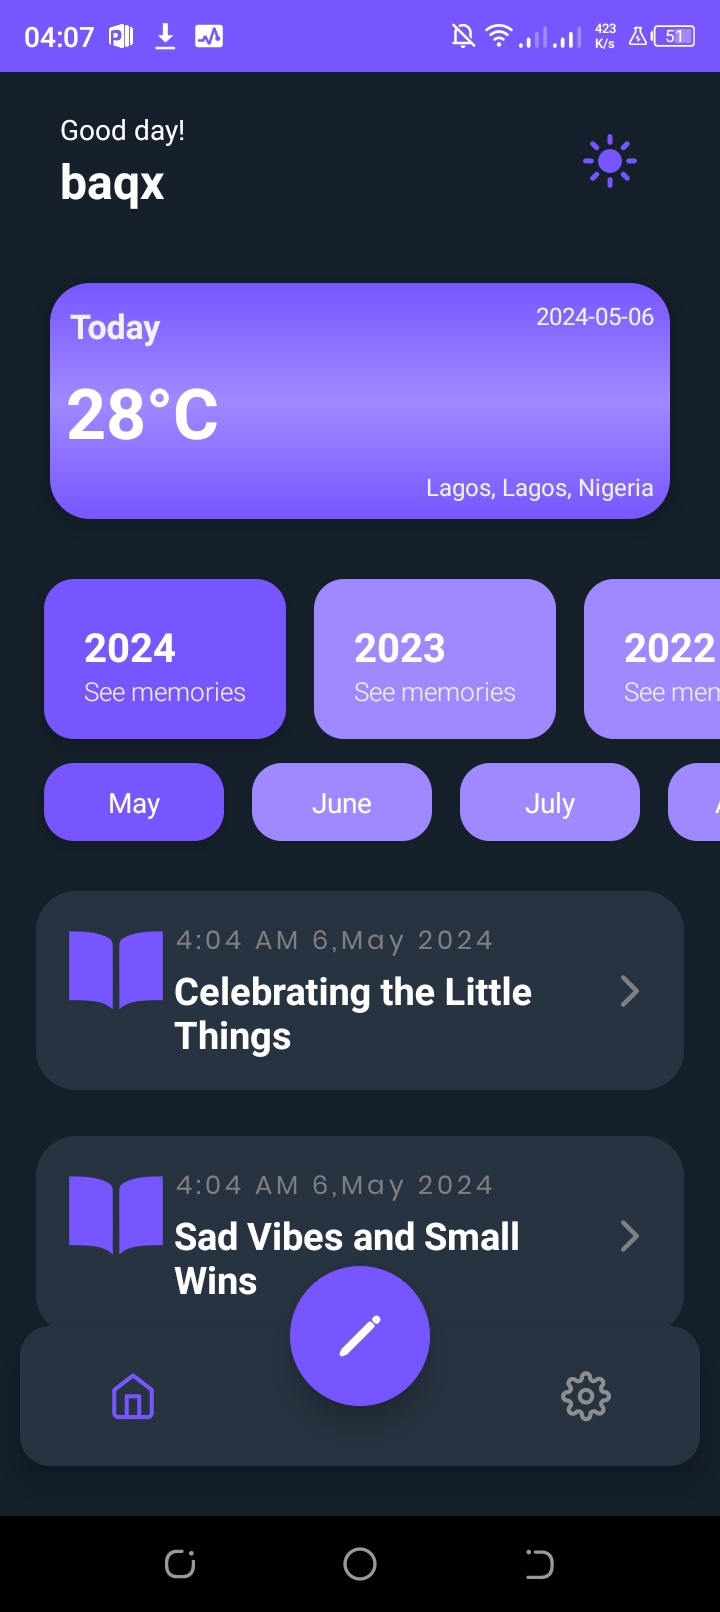 04:07
423
K/s
51
Good day!
baqx
Today
2024-05-06
28°C
Lagos, Lagos, Nigeria
2024
See memories
2023
See memories
2022
See mem
May
June
July
4:04 AM 6,May 2024
Celebrating the Little
Things
4:04 AM 6,May 2024
Sad Vibes and Small
Wins